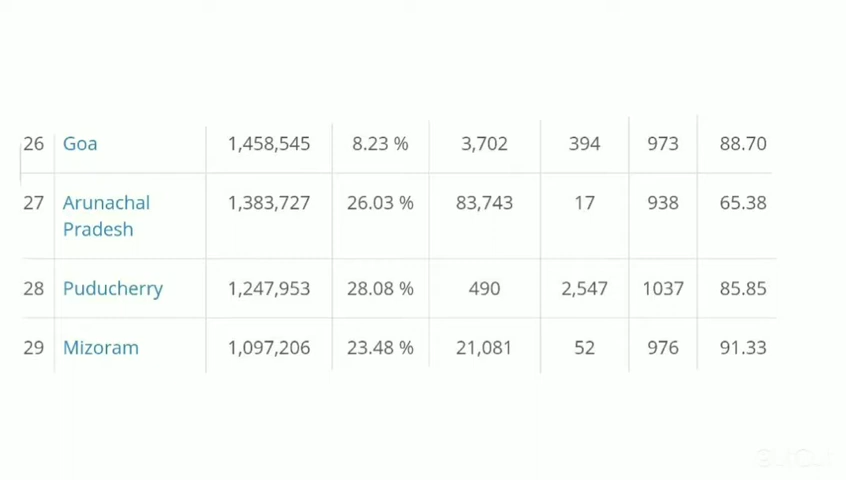 26 Goa 1,458,545 8.23 % 3,702 394 973 88.70
27 Arunachal Pradesh 1,383,727 26.03 % 83,743 17 938 65.38
28 Puducherry 1,247,953 28.08 % 490 2,547 1037 85.85
29 Mizoram 1,097,206 23.48 % 21,081 52 976 91.33